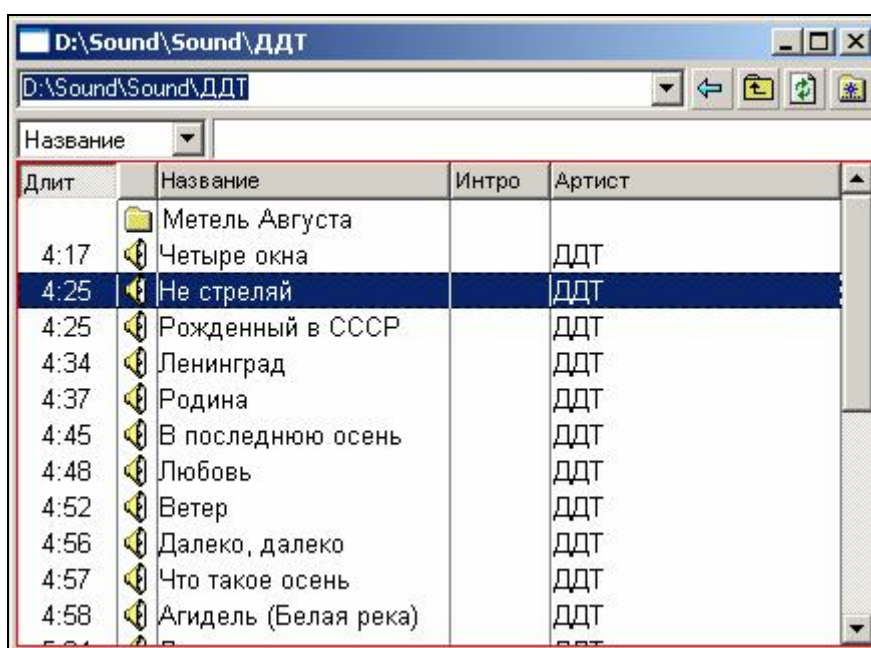 D:\Sound\Sound\ДДТ
D:\Sound\Sound\ДДТ
Название
Длит Название Интро Артист
Метель Августа
4:17 Четыре окна ДДТ
4:25 Не стреляй ДДТ
4:25 Рожденный в СССР ДДТ
4:34 Ленинград ДДТ
4:37 Родина ДДТ
4:45 В последнюю осень ДДТ
4:48 Любовь ДДТ
4:52 Ветер ДДТ
4:56 Далеко, далеко ДДТ
4:57 Что такое осень ДДТ
4:58 Агидель (Белая река) ДДТ